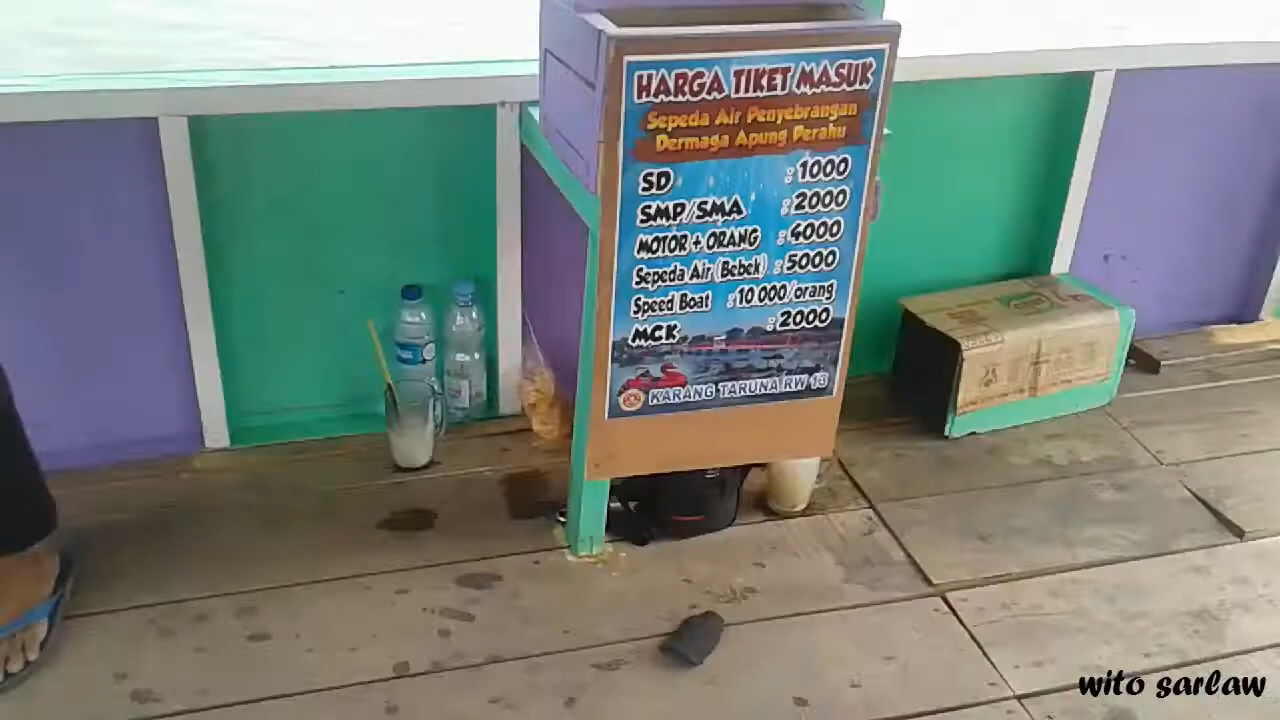 HARGA TIKET MASUK
Sepeda Air Penyebrangan
Dermaga Apung Perahu
SD : 1000
SMP/SMA : 2000
MOTOR + ORANG : 4000
Sepeda Air (Bebek) : 5000
Speed Boat : 10 000/orang
MCK : 2000
KARANG TARUNA RW 13
wito sarlaw